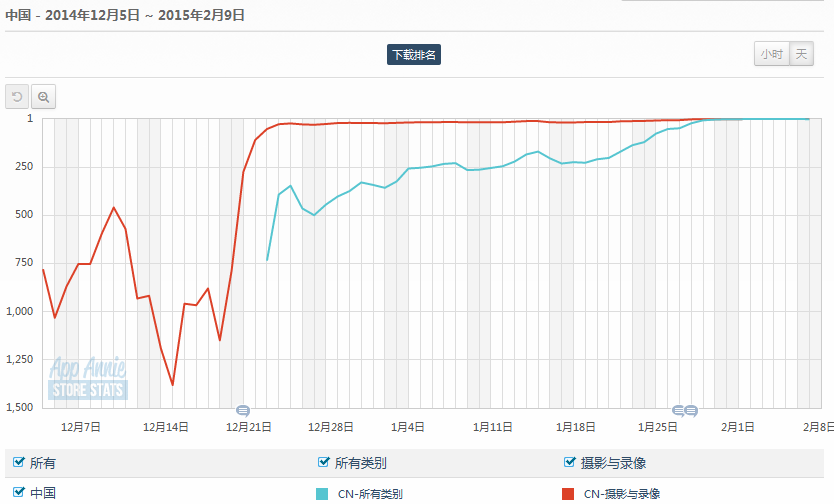 中国 - 2014年12月5日 ~ 2015年2月9日
下载排名
小时 天
1
250
500
750
1,000
1,250
1,500
App Annie
STORE STATS
12月7日 12月14日 12月21日 12月28日 1月4日 1月11日 1月18日 1月25日 2月1日 2月8日
所有 所有类别 摄影与录像
中国 CN-所有类别 CN-摄影与录像